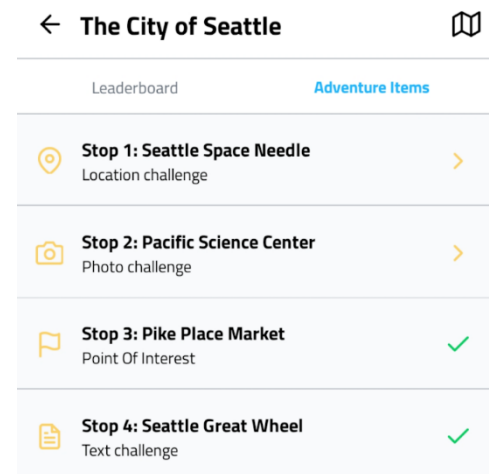 The City of Seattle
Leaderboard Adventure Items
Stop 1: Seattle Space Needle
Location challenge
Stop 2: Pacific Science Center
Photo challenge
Stop 3: Pike Place Market
Point Of Interest
Stop 4: Seattle Great Wheel
Text challenge